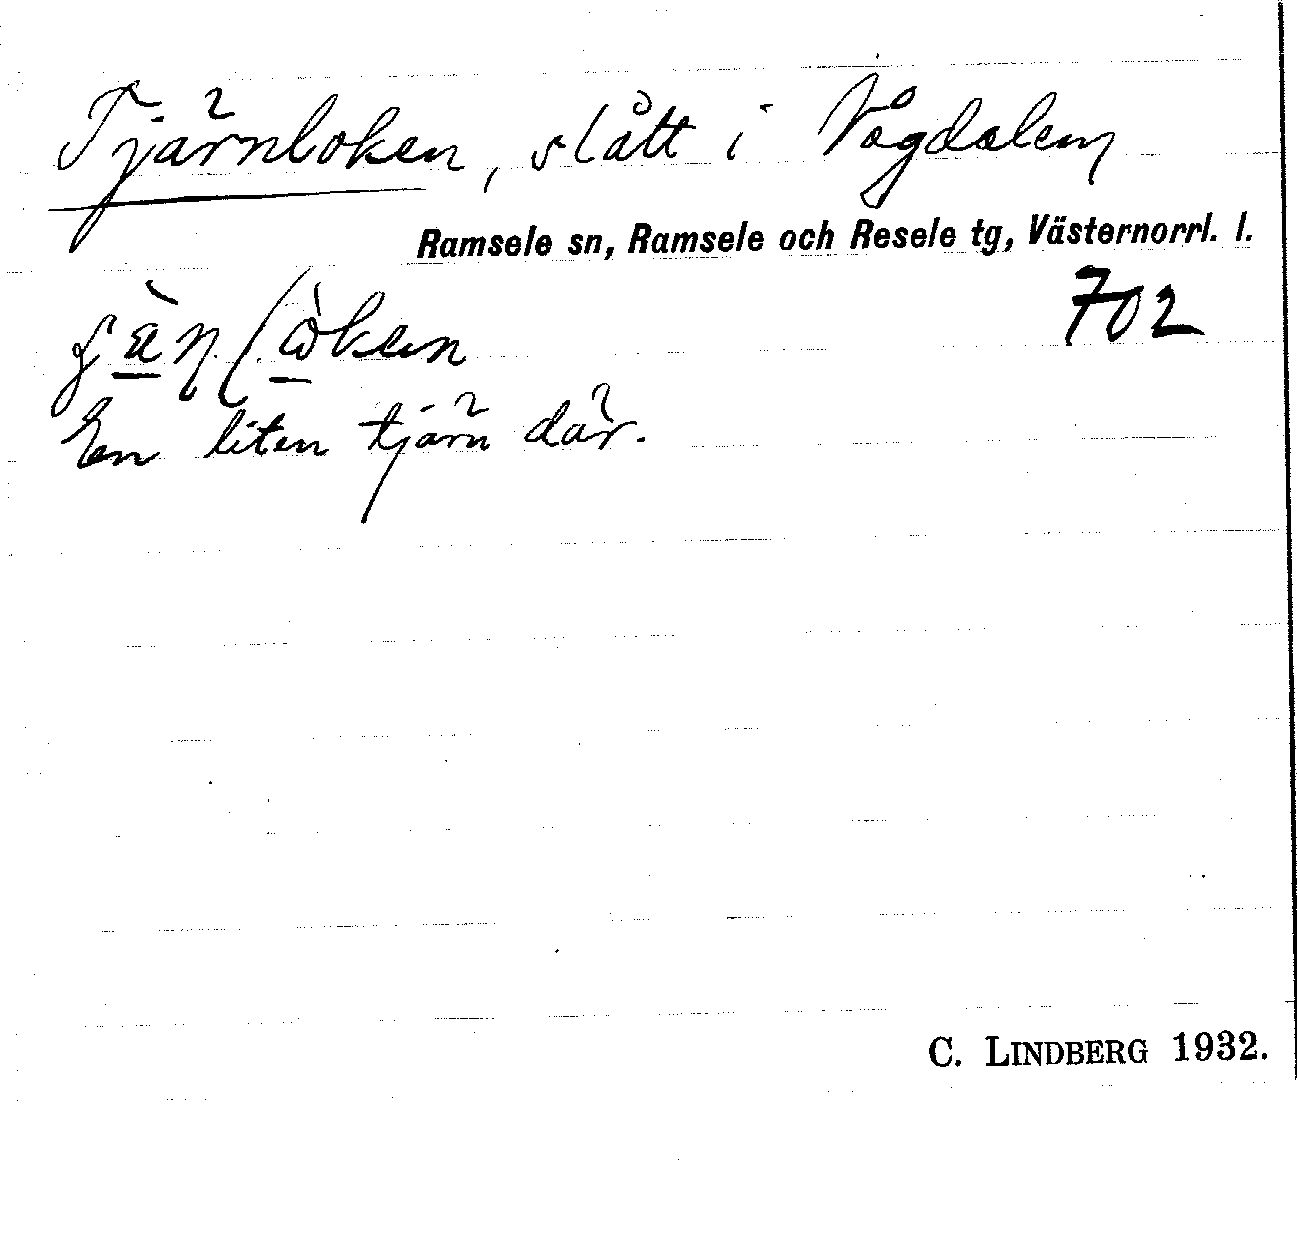 Tjärnloken, slått i Vågdalen
Ramsele sn, Ramsele och Resele tg, Västernorrl. l.
702
En liten tjärn där.
C. LINDBERG 1932.